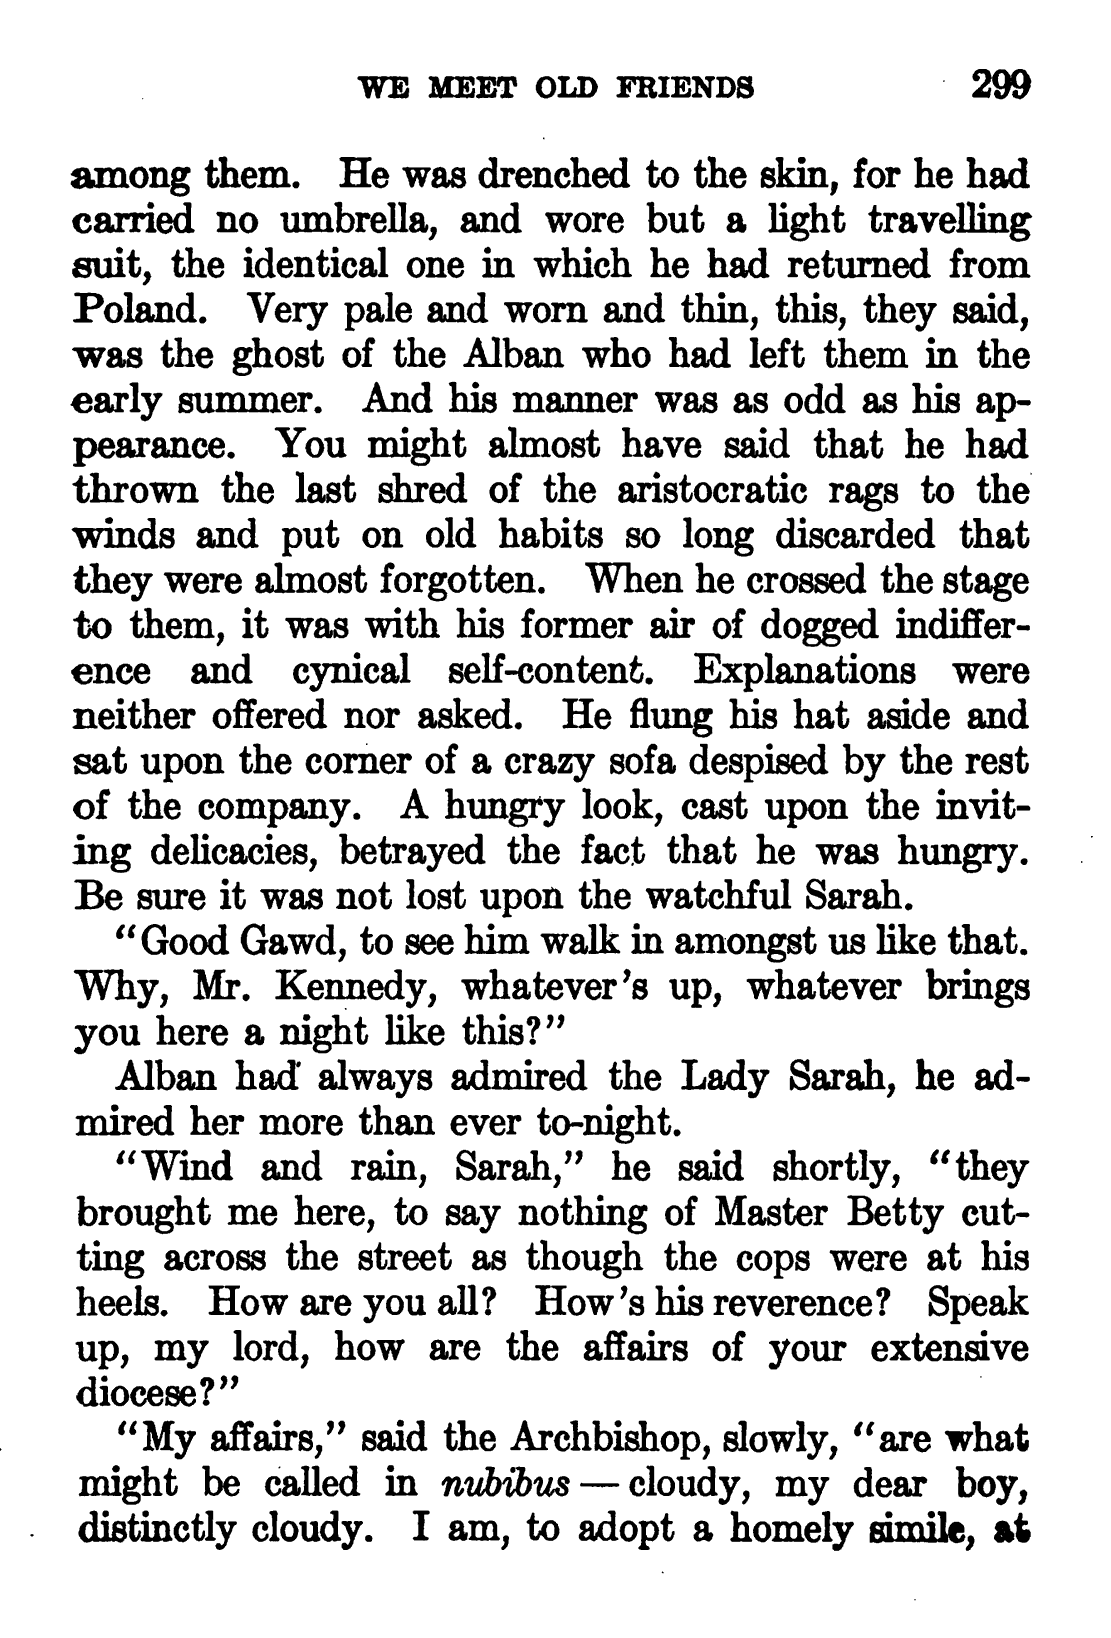 WE MEET OLD FRIENDS 299
among them. He was drenched to the skin, for he had
carried no umbrella, and wore but a light travelling
suit, the identical one in which he had returned from
Poland. Very pale and worn and thin, this, they said,
was the ghost of the Alban who had left them in the
early summer. And his manner was as odd as his ap-
pearance. You might almost have said that he had
thrown the last shred of the aristocratic rags to the
winds and put on old habits so long discarded that
they were almost forgotten. When he crossed the stage
to them, it was with his former air of dogged indiffer-
ence and cynical self-content. Explanations were
neither offered nor asked. He flung his hat aside and
sat upon the corner of a crazy sofa despised by the rest
of the company. A hungry look, cast upon the invit-
ing delicacies, betrayed the fact that he was hungry.
Be sure it was not lost upon the watchful Sarah.
"Good Gawd, to see him walk in amongst us like that.
Why, Mr. Kennedy, whatever's up, whatever brings
you here a night like this?"
Alban had always admired the Lady Sarah, he ad-
mired her more than ever to-night.
"Wind and rain, Sarah," he said shortly, "they
brought me here, to say nothing of Master Betty cut-
ting across the street as though the cops were at his
heels. How are you all? How's his reverence? Speak
up, my lord, how are the affairs of your extensive
diocese?"
"My affairs," said the Archbishop, slowly, "are what
might be called in nubibus — cloudy, my dear boy,
distinctly cloudy. I am, to adopt a homely simile, at